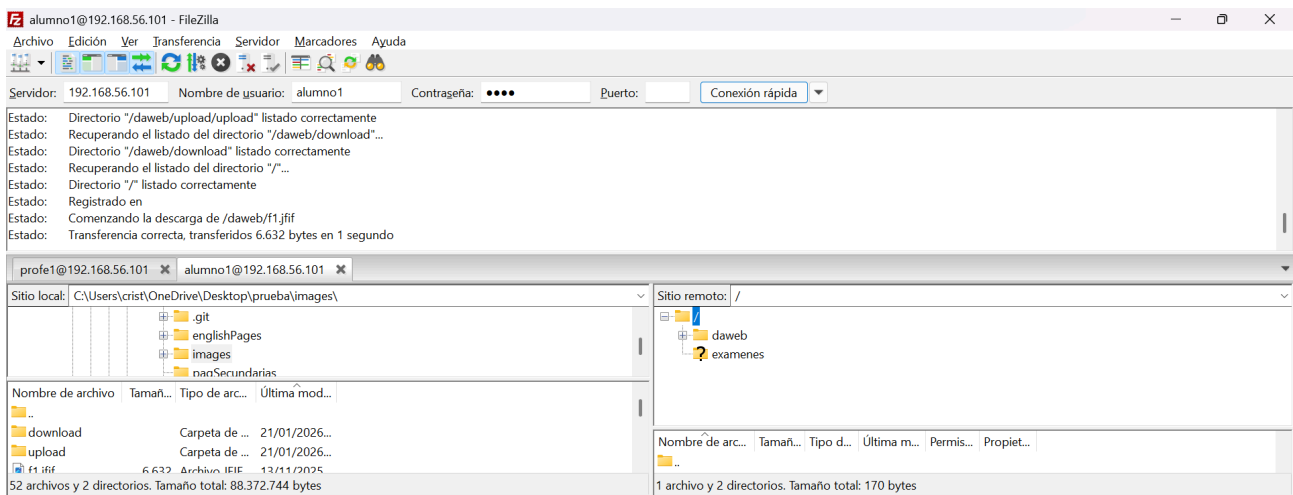 alumno1@192.168.56.101 - FileZilla
Archivo Edición Ver Transferencia Servidor Marcadores Ayuda
Servidor: 192.168.56.101 Nombre de usuario: alumno1 Contraseña: ●●●● Puerto: Conexión rápida
Estado: Directorio "/daweb/upload/upload" listado correctamente
Estado: Recuperando el listado del directorio "/daweb/download"...
Estado: Directorio "/daweb/download" listado correctamente
Estado: Recuperando el listado del directorio "/"...
Estado: Directorio "/" listado correctamente
Estado: Registrado en
Estado: Comenzando la descarga de /daweb/f1.jfif
Estado: Transferencia correcta, transferidos 6.632 bytes en 1 segundo
profe1@192.168.56.101 alumno1@192.168.56.101
Sitio local: C:\Users\crist\OneDrive\Desktop\prueba\images\
.git
englishPages
images
pagSecundarias
Nombre de archivo Tamañ... Tipo de arc... Última mod...
..
download Carpeta de ... 21/01/2026...
upload Carpeta de ... 21/01/2026...
f1.jfif 6.632 Archivo JFIF 13/11/2025
52 archivos y 2 directorios. Tamaño total: 88.372.744 bytes
Sitio remoto: /
/
daweb
examenes
Nombre de arc... Tamañ... Tipo d... Última m... Permis... Propiet...
..
1 archivo y 2 directorios. Tamaño total: 170 bytes